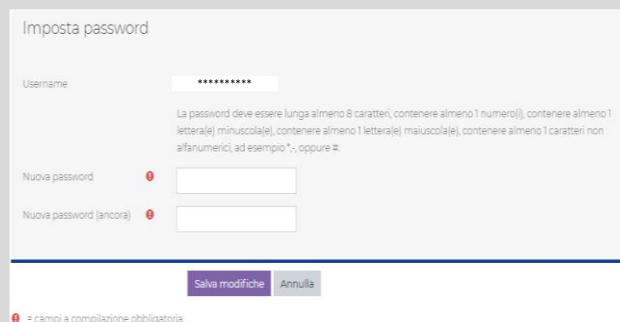 Imposta password
Username **********
La password deve essere lunga almeno 8 caratteri, contenere almeno 1 numero(i), contenere almeno 1
lettera(e) minuscola(e), contenere almeno 1 lettera(e) maiuscola(e), contenere almeno 1 caratteri non
alfanumerici, ad esempio *,-, oppure #.
Nuova password
Nuova password (ancora)
Salva modifiche Annulla
= campi a compilazione obbligatoria